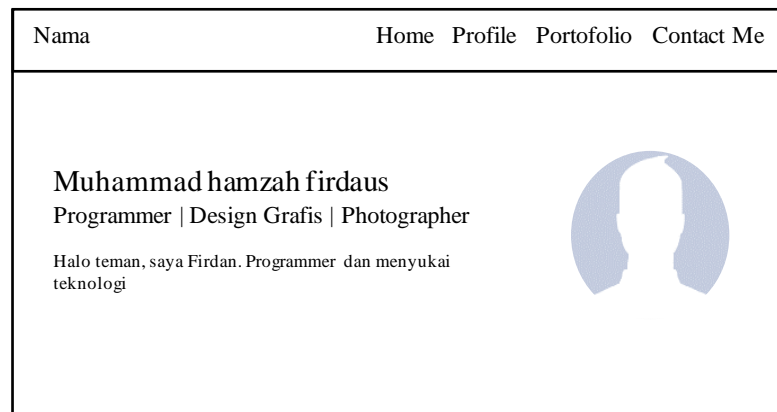 Nama Home Profile Portofolio Contact Me
Muhammad hamzah firdaus
Programmer | Design Grafis | Photographer
Halo teman, saya Firdan. Programmer dan menyukai
teknologi